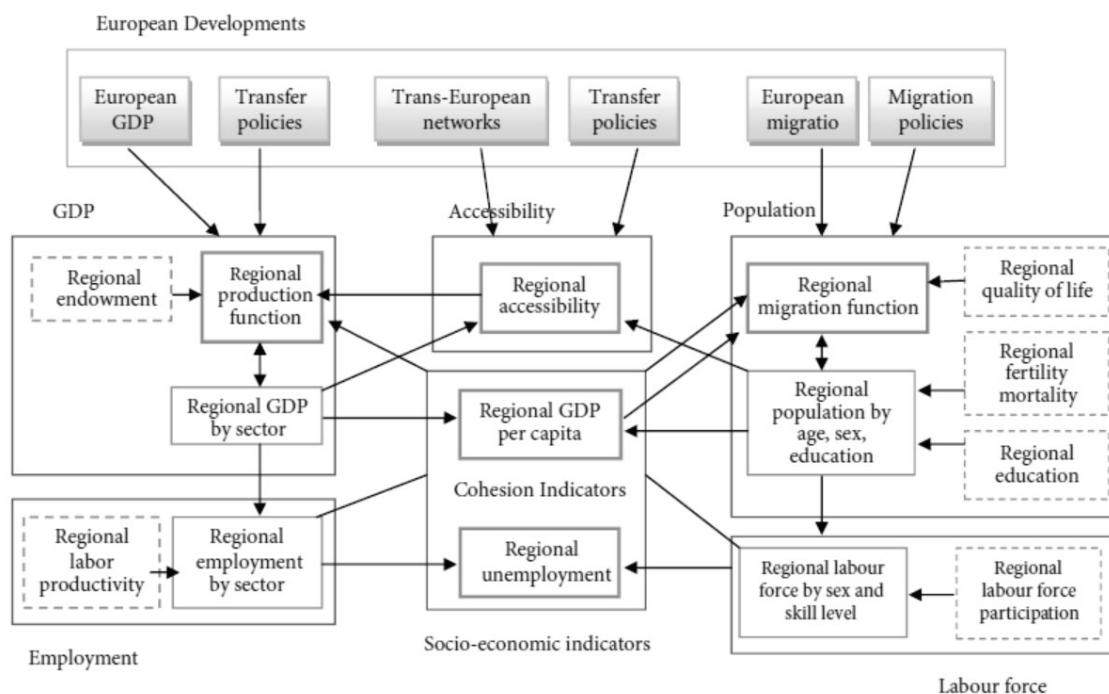 European Developments
European
GDP
Transfer
policies
Trans-European
networks
Transfer
policies
European
migratio
Migration
policies
GDP
Accessibility
Population
Regional
endowment
Regional
production
function
Regional
accessibility
Regional
migration function
Regional
quality of life
Regional
fertility
mortality
Regional GDP
by sector
Regional GDP
per capita
Regional
population by
age, sex,
education
Regional
education
Cohesion Indicators
Regional
labor
productivity
Regional
employment
by sector
Regional
unemployment
Regional labour
force by sex and
skill level
Regional
labour force
participation
Employment
Socio-economic indicators
Labour force